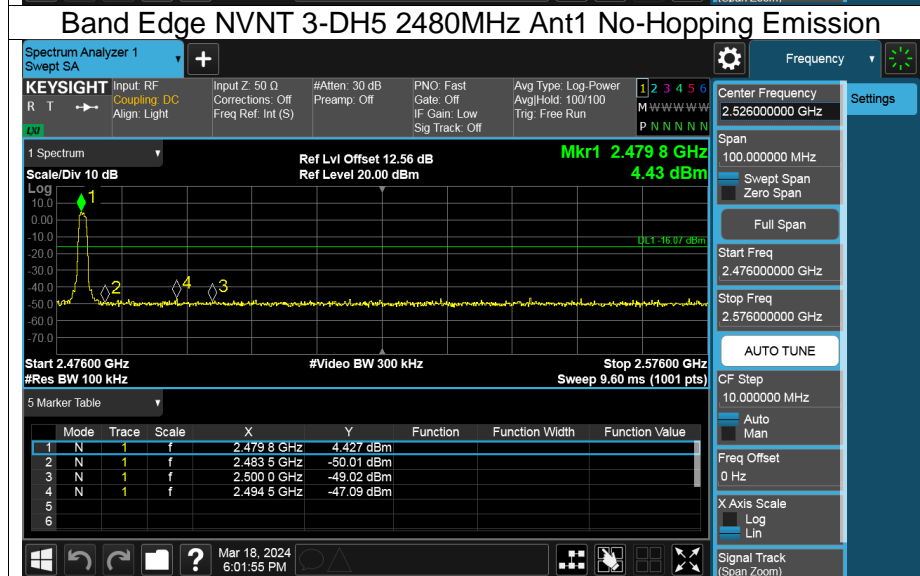 (Span Zoom)
Band Edge NVNT 3-DH5 2480MHz Ant1 No-Hopping Emission
Spectrum Analyzer 1
Swept SA
+
Frequency
KEYSIGHT
R T
LXI
Input: RF
Coupling: DC
Align: Light
Input Z: 50 Ω
Corrections: Off
Freq Ref: Int (S)
#Atten: 30 dB
Preamp: Off
PNO: Fast
Gate: Off
IF Gain: Low
Sig Track: Off
Avg Type: Log-Power
Avg|Hold: 100/100
Trig: Free Run
1 2 3 4 5 6
M W W W W W
P N N N N N
Center Frequency
2.526000000 GHz
Settings
Span
100.000000 MHz
Swept Span
Zero Span
Full Span
Start Freq
2.476000000 GHz
Stop Freq
2.576000000 GHz
AUTO TUNE
CF Step
10.000000 MHz
Auto
Man
Freq Offset
0 Hz
X Axis Scale
Log
Lin
Signal Track
(Span Zoom)
1 Spectrum
Scale/Div 10 dB
Ref Lvl Offset 12.56 dB
Ref Level 20.00 dBm
Mkr1 2.479 8 GHz
4.43 dBm
Log
10.0
0.00
-10.0
-20.0
-30.0
-40.0
-50.0
-60.0
-70.0
1
2
4
3
DL1 -16.07 dBm
Start 2.47600 GHz
#Video BW 300 kHz
Stop 2.57600 GHz
#Res BW 100 kHz
Sweep 9.60 ms (1001 pts)
5 Marker Table
Mode Trace Scale X Y Function Function Width Function Value
1 N 1 f 2.479 8 GHz 4.427 dBm
2 N 1 f 2.483 5 GHz -50.01 dBm
3 N 1 f 2.500 0 GHz -49.02 dBm
4 N 1 f 2.494 5 GHz -47.09 dBm
5
6
?
Mar 18, 2024
6:01:55 PM